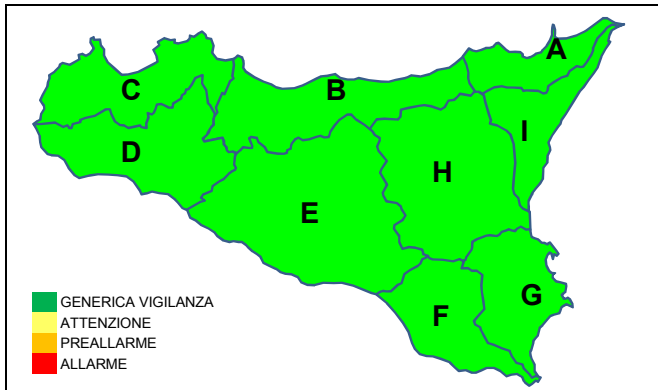 A
B
C
I
D
H
E
G
F
GENERICA VIGILANZA
ATTENZIONE
PREALLARME
ALLARME